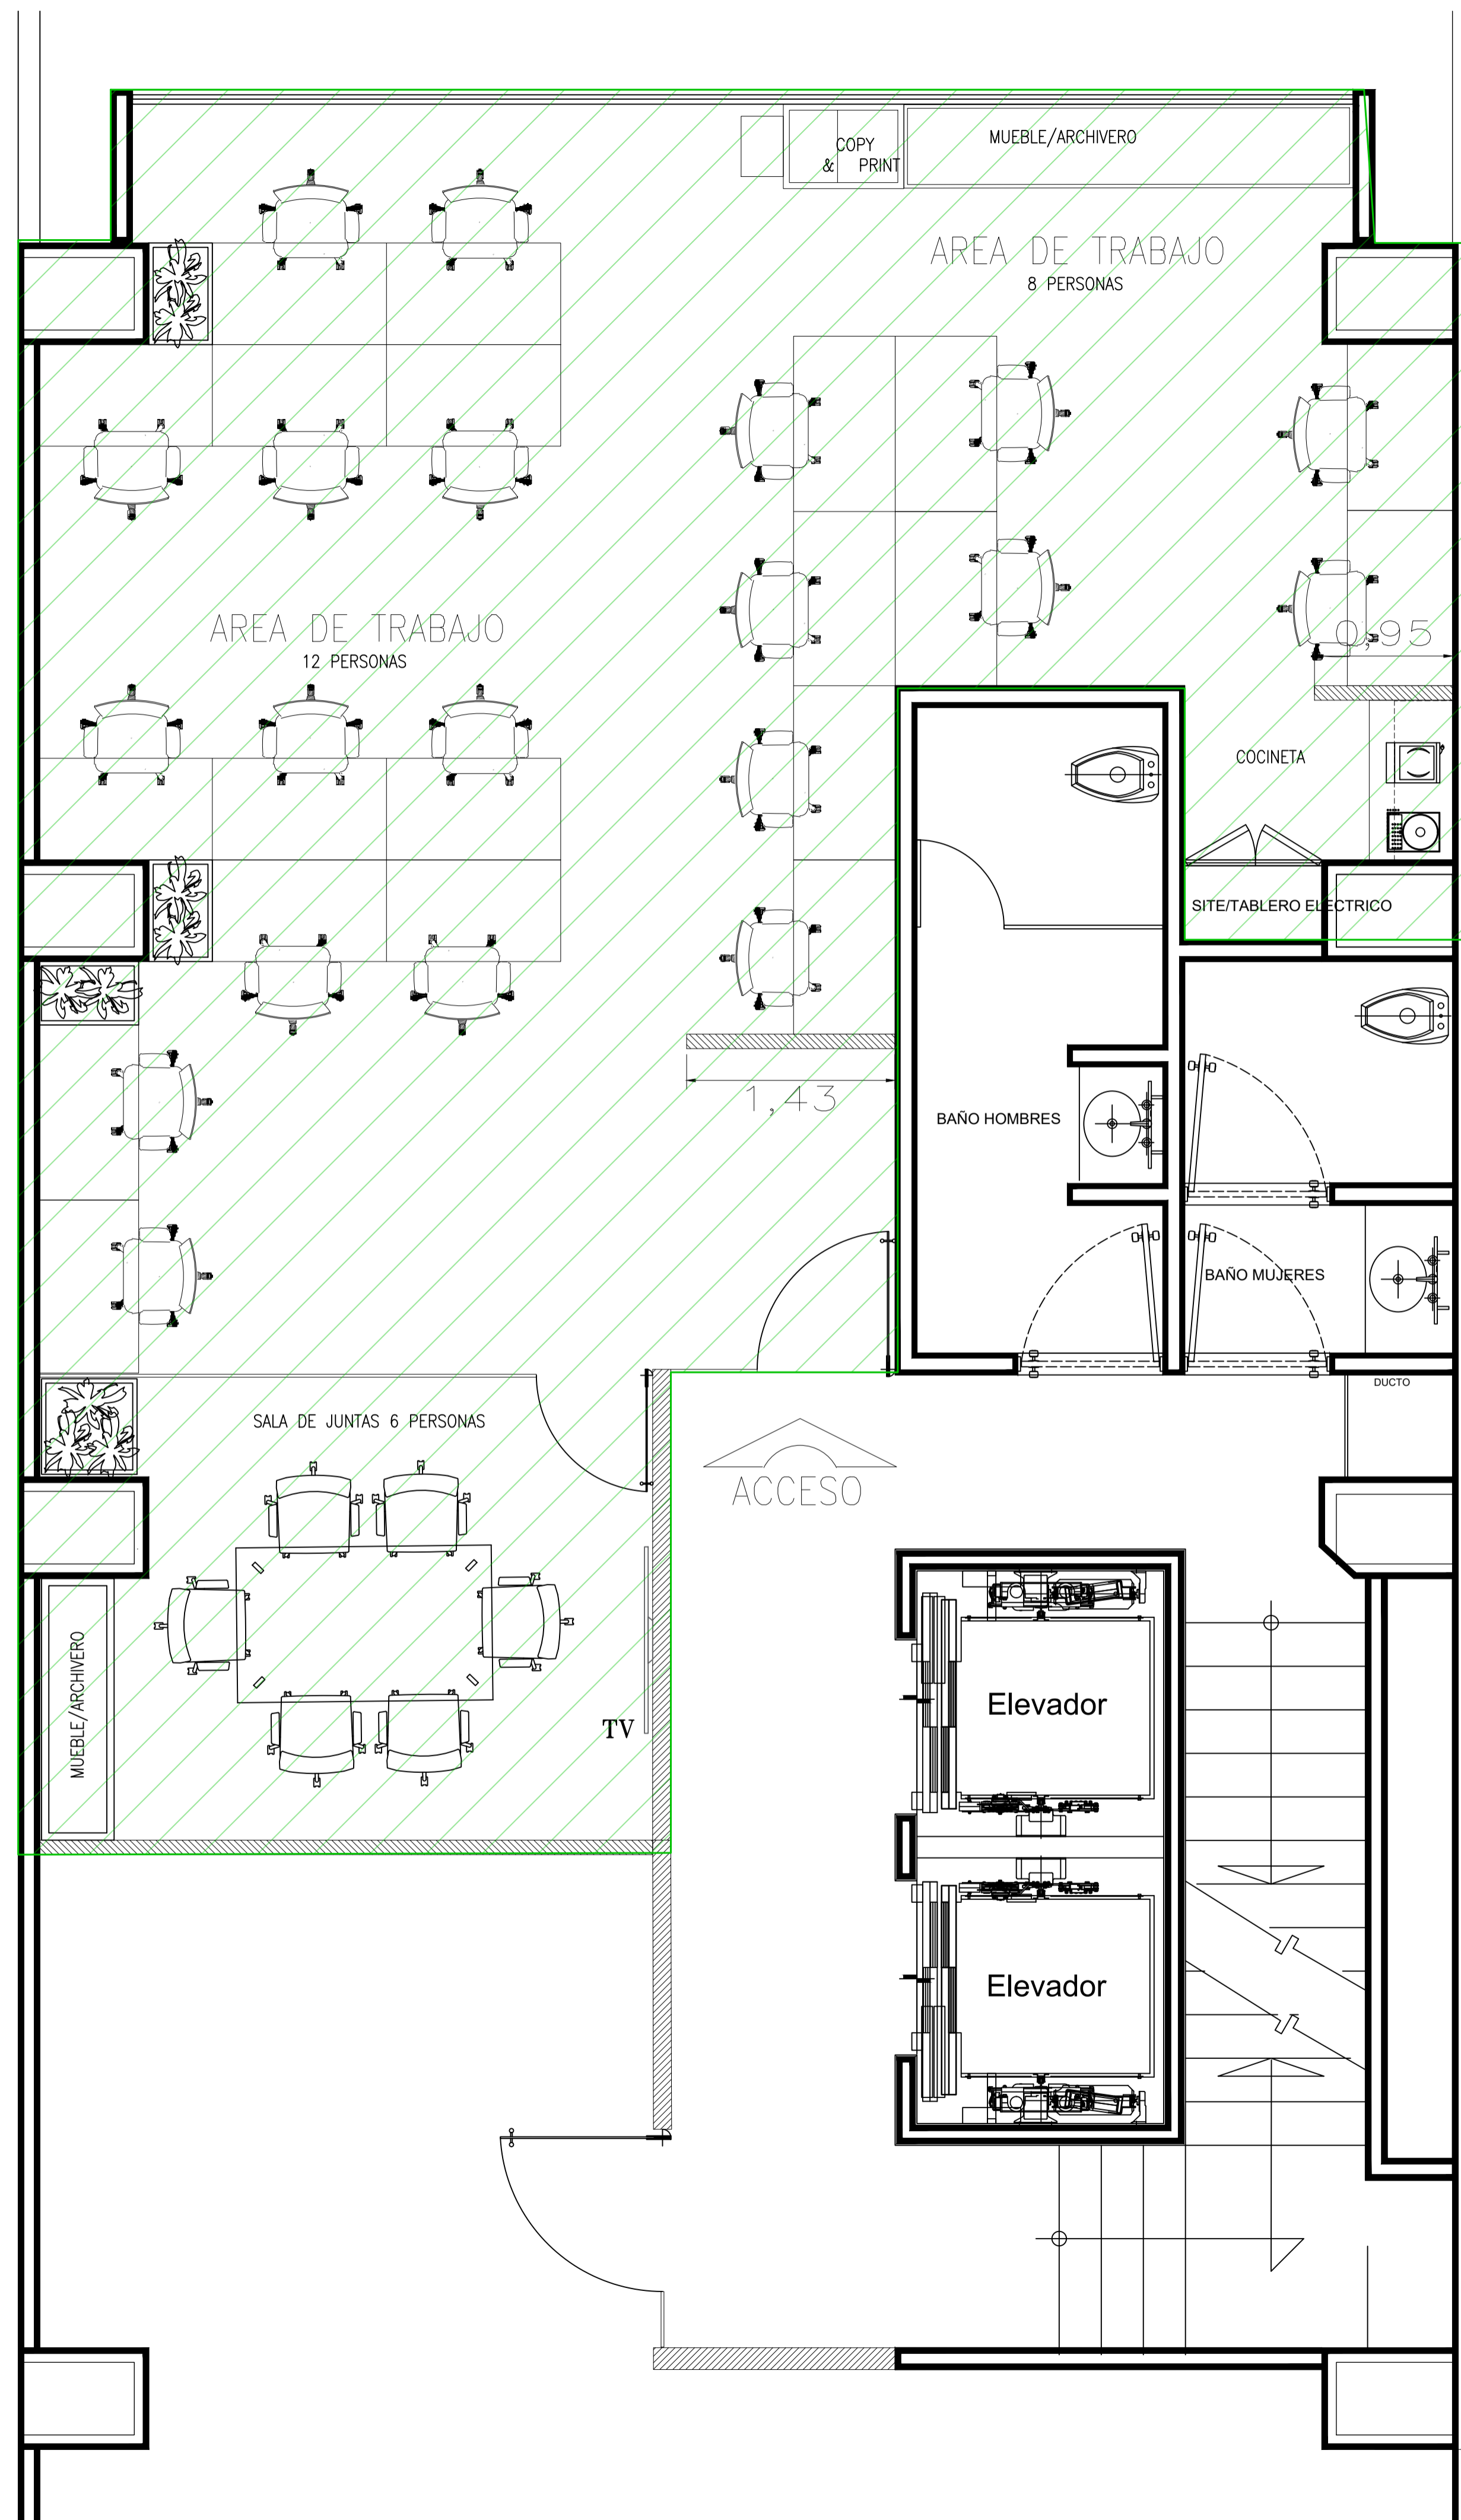 COPY
& PRINT
MUEBLE/ARCHIVERO
AREA DE TRABAJO
8 PERSONAS
AREA DE TRABAJO
12 PERSONAS
0,95
COCINETA
SITE/TABLERO ELECTRICO
1,43
BAÑO HOMBRES
BAÑO MUJERES
DUCTO
SALA DE JUNTAS 6 PERSONAS
ACCESO
MUEBLE/ARCHIVERO
TV
Elevador
Elevador